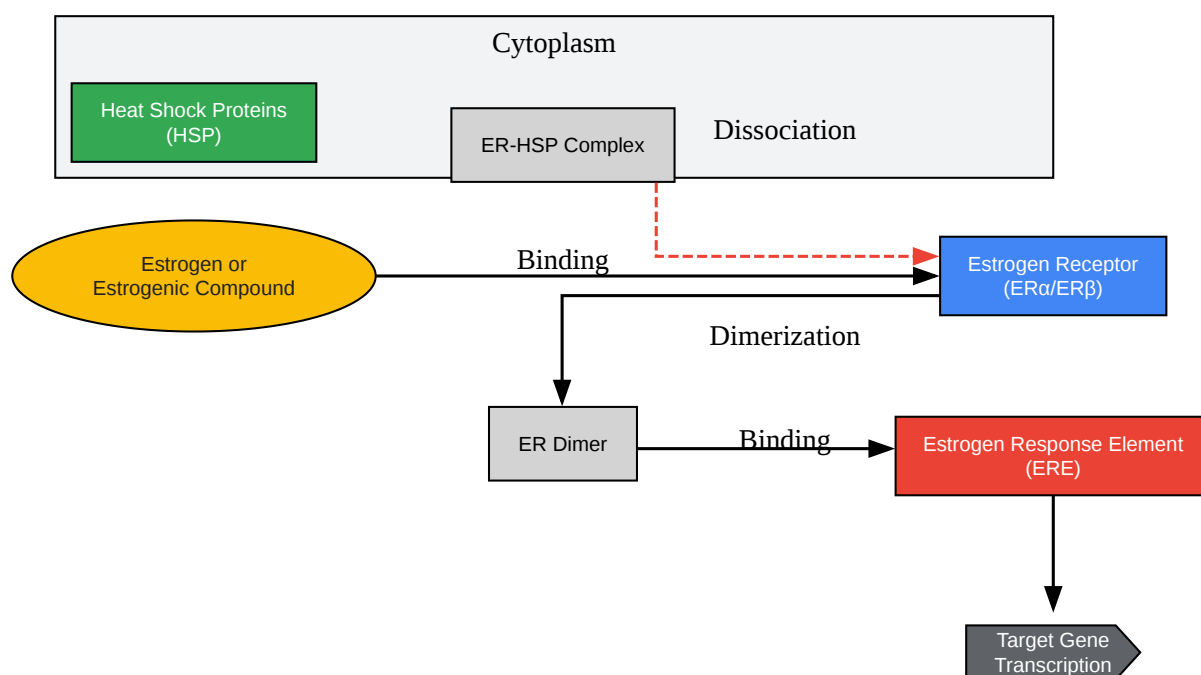 Cytoplasm
Heat Shock Proteins
(HSP)
ER-HSP Complex
Dissociation
Estrogen or
Estrogenic Compound
Binding
Estrogen Receptor
(ERα/ERβ)
Dimerization
ER Dimer
Binding
Estrogen Response Element
(ERE)
Target Gene
Transcription